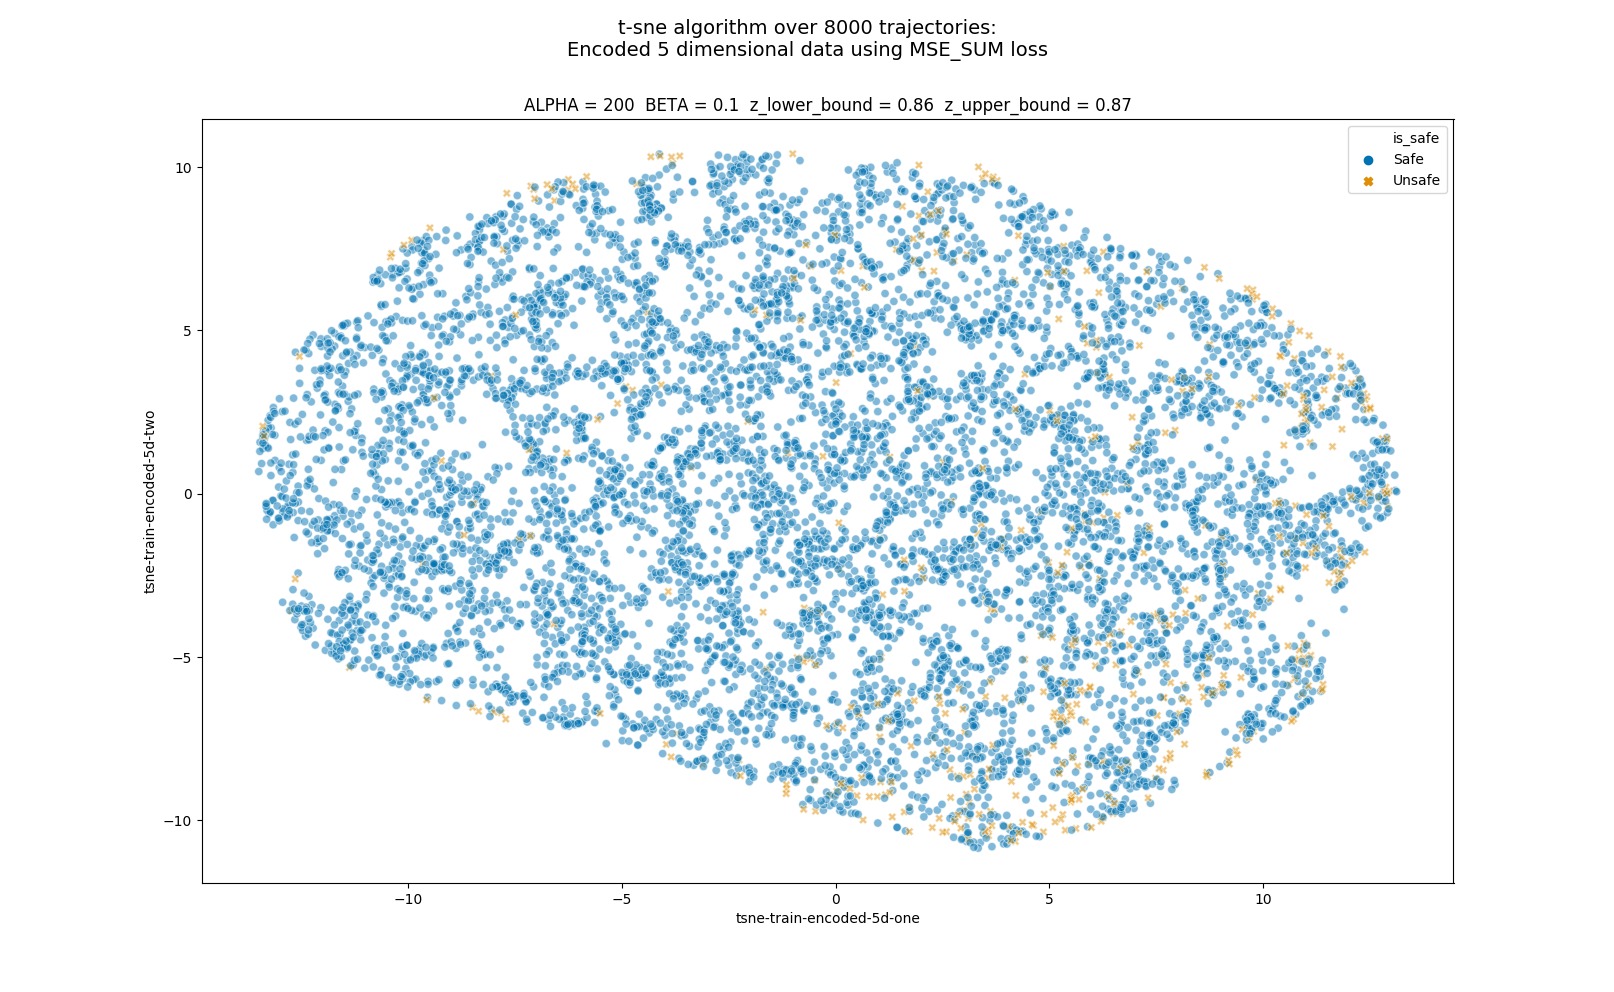 t-sne algorithm over 8000 trajectories:
Encoded 5 dimensional data using MSE_SUM loss
ALPHA = 200  BETA = 0.1  z_lower_bound = 0.86  z_upper_bound = 0.87
is_safe
Safe
Unsafe
10
5
0
−5
−10
tsne-train-encoded-5d-two
−10
−5
0
5
10
tsne-train-encoded-5d-one